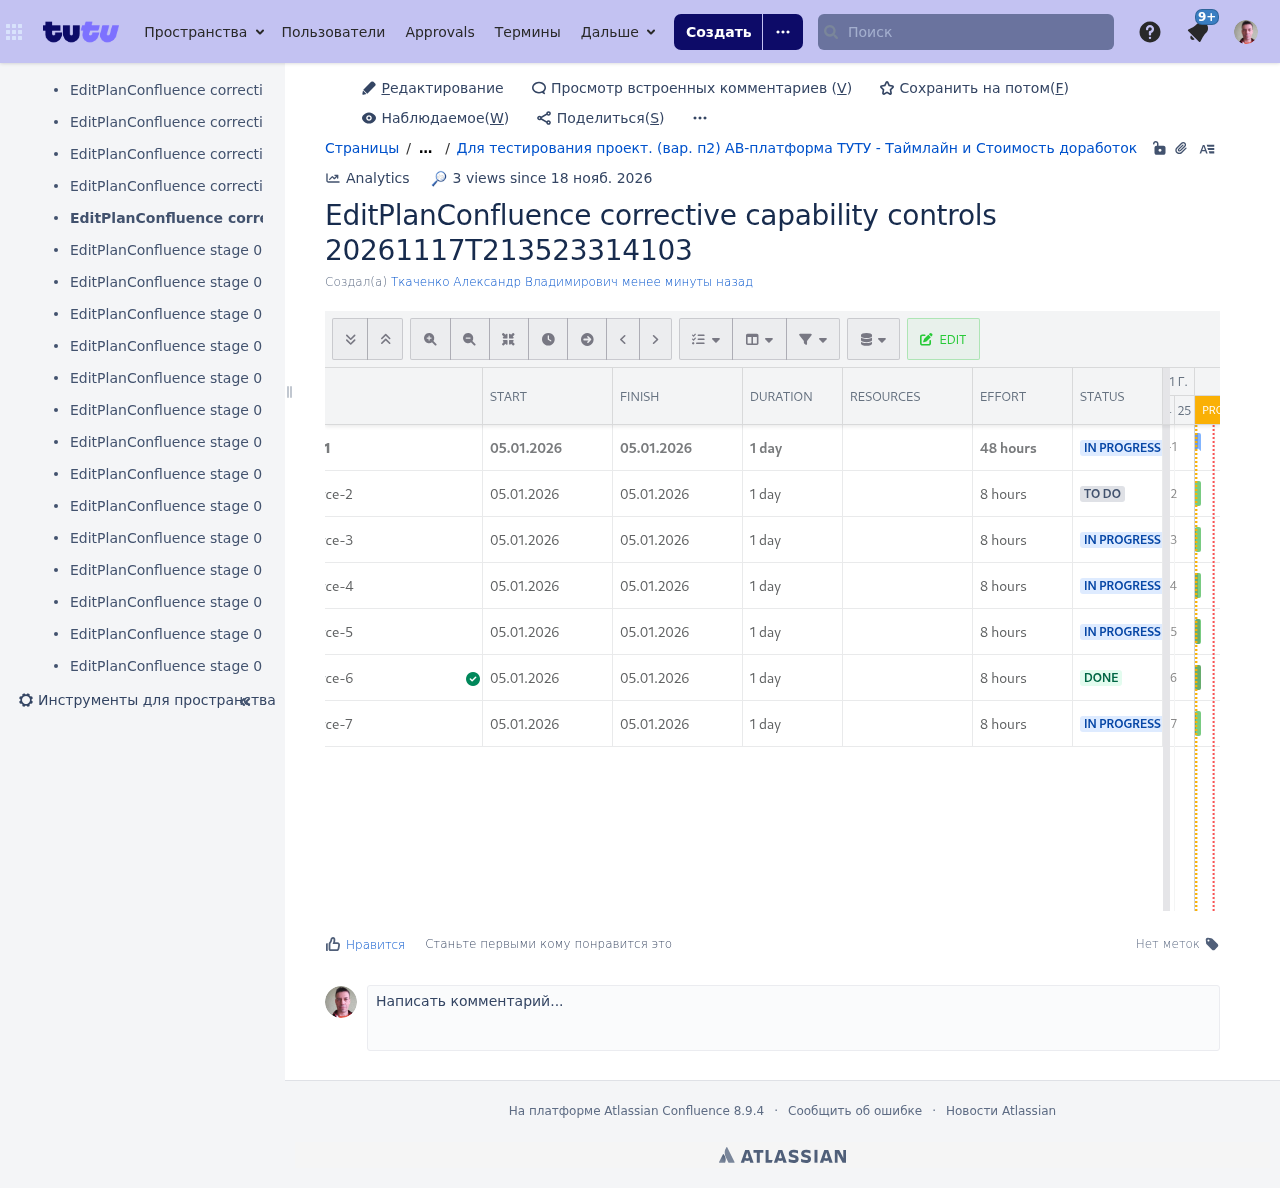 tutu Пространства Пользователи Approvals Термины Дальше Создать Поиск 9+
EditPlanConfluence correcti
EditPlanConfluence correcti
EditPlanConfluence correcti
EditPlanConfluence correcti
EditPlanConfluence corre
EditPlanConfluence stage 0
EditPlanConfluence stage 0
EditPlanConfluence stage 0
EditPlanConfluence stage 0
EditPlanConfluence stage 0
EditPlanConfluence stage 0
EditPlanConfluence stage 0
EditPlanConfluence stage 0
EditPlanConfluence stage 0
EditPlanConfluence stage 0
EditPlanConfluence stage 0
EditPlanConfluence stage 0
EditPlanConfluence stage 0
EditPlanConfluence stage 0
Инструменты для пространства
Редактирование Просмотр встроенных комментариев (V) Сохранить на потом(F)
Наблюдаемое(W) Поделиться(S)
Страницы / ... / Для тестирования проект. (вар. п2) АВ-платформа ТУТУ - Таймлайн и Стоимость доработок
Analytics 3 views since 18 нояб. 2026
EditPlanConfluence corrective capability controls
20261117T213523314103
Создал(а) Ткаченко Александр Владимирович менее минуты назад
EDIT
START FINISH DURATION RESOURCES EFFORT STATUS 1 Г.
25 PRO
1 05.01.2026 05.01.2026 1 day 48 hours IN PROGRESS -1
ce-2 05.01.2026 05.01.2026 1 day 8 hours TO DO 2
ce-3 05.01.2026 05.01.2026 1 day 8 hours IN PROGRESS 3
ce-4 05.01.2026 05.01.2026 1 day 8 hours IN PROGRESS 4
ce-5 05.01.2026 05.01.2026 1 day 8 hours IN PROGRESS 5
ce-6 05.01.2026 05.01.2026 1 day 8 hours DONE 6
ce-7 05.01.2026 05.01.2026 1 day 8 hours IN PROGRESS 7
Нравится Станьте первыми кому понравится это Нет меток
Написать комментарий...
На платформе Atlassian Confluence 8.9.4 · Сообщить об ошибке · Новости Atlassian
ATLASSIAN